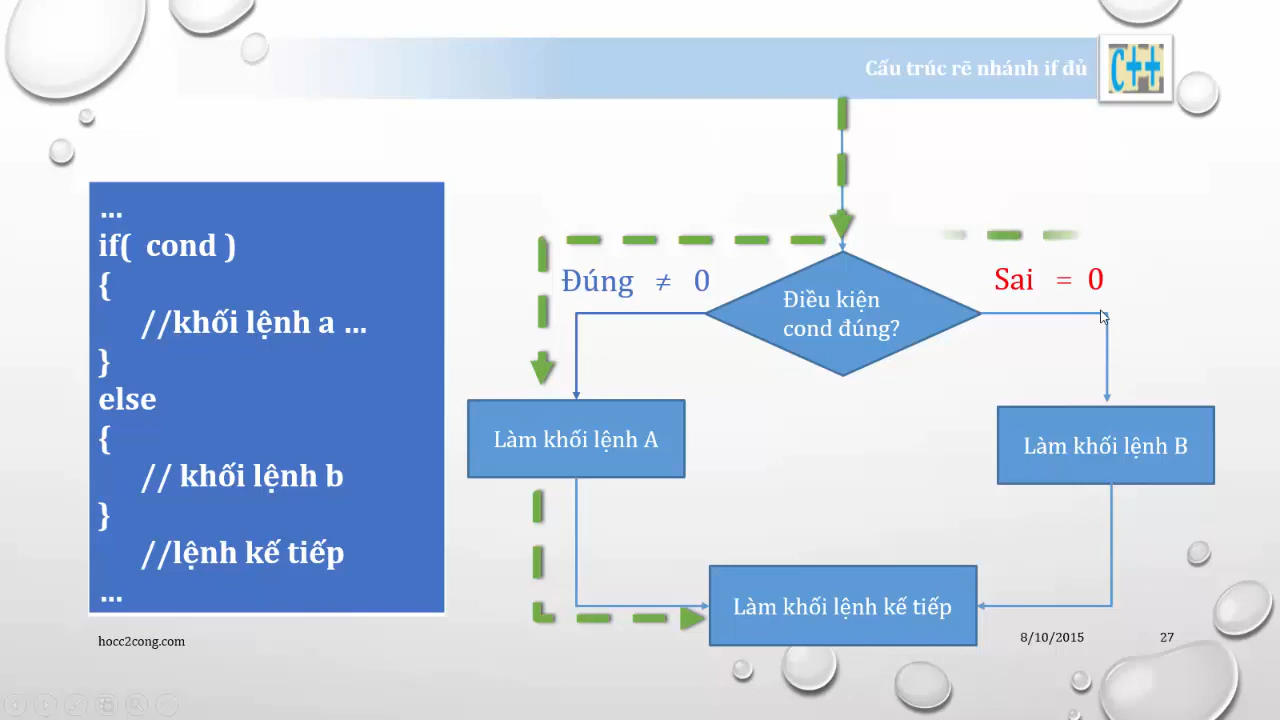 Cấu trúc rẽ nhánh if đủ
C++
...
if( cond )
{
//khối lệnh a ...
}
else
{
// khối lệnh b
}
//lệnh kế tiếp
...
Đúng ≠ 0
Sai = 0
Điều kiện
cond đúng?
Làm khối lệnh A
Làm khối lệnh B
Làm khối lệnh kế tiếp
hocc2cong.com
8/10/2015
27